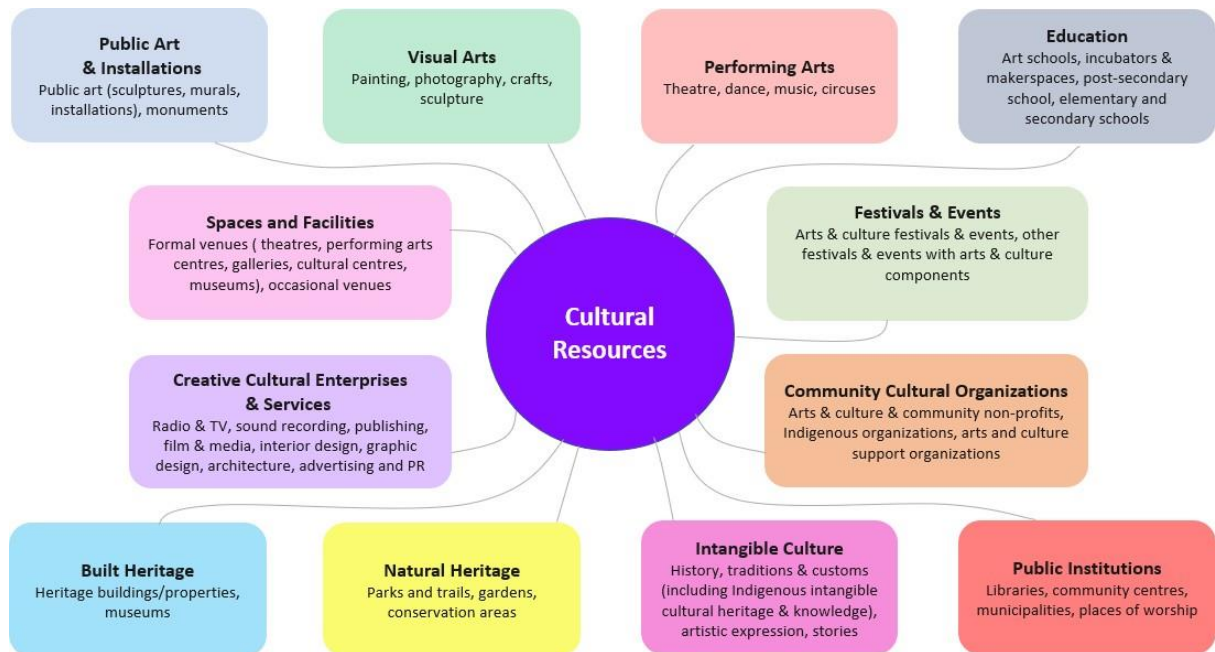 Public Art
& Installations
Public art (sculptures, murals,
installations), monuments
Visual Arts
Painting, photography, crafts,
sculpture
Performing Arts
Theatre, dance, music, circuses
Education
Art schools, incubators &
makerspaces, post-secondary
school, elementary and
secondary schools
Spaces and Facilities
Formal venues ( theatres, performing arts
centres, galleries, cultural centres,
museums), occasional venues
Festivals & Events
Arts & culture festivals & events, other
festivals & events with arts & culture
components
Cultural
Resources
Creative Cultural Enterprises
& Services
Radio & TV, sound recording, publishing,
film & media, interior design, graphic
design, architecture, advertising and PR
Community Cultural Organizations
Arts & culture & community non-profits,
Indigenous organizations, arts and culture
support organizations
Built Heritage
Heritage buildings/properties,
museums
Natural Heritage
Parks and trails, gardens,
conservation areas
Intangible Culture
History, traditions & customs
(including Indigenous intangible
cultural heritage & knowledge),
artistic expression, stories
Public Institutions
Libraries, community centres,
municipalities, places of worship